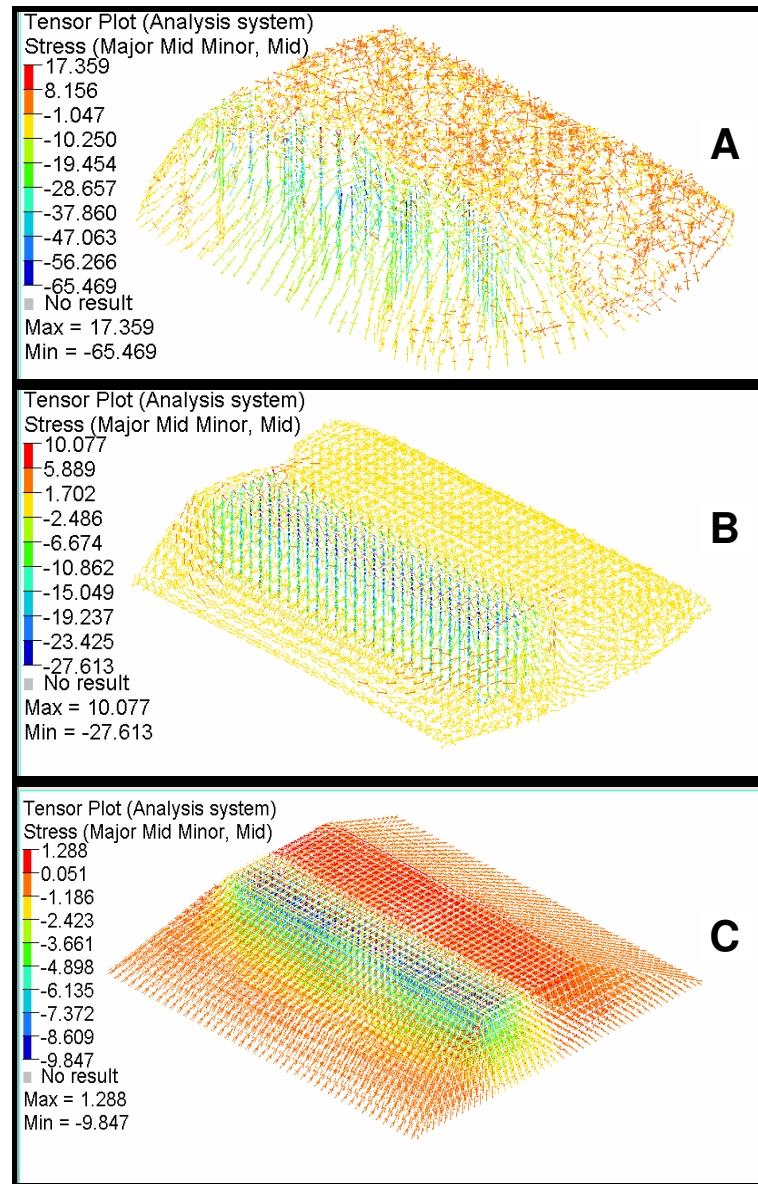 Tensor Plot (Analysis system)
Stress (Major Mid Minor, Mid)
17.359
8.156
-1.047
-10.250
-19.454
-28.657
-37.860
-47.063
-56.266
-65.469
No result
Max = 17.359
Min = -65.469
A
Tensor Plot (Analysis system)
Stress (Major Mid Minor, Mid)
10.077
5.889
1.702
-2.486
-6.674
-10.862
-15.049
-19.237
-23.425
-27.613
No result
Max = 10.077
Min = -27.613
B
Tensor Plot (Analysis system)
Stress (Major Mid Minor, Mid)
1.288
0.051
-1.186
-2.423
-3.661
-4.898
-6.135
-7.372
-8.609
-9.847
No result
Max = 1.288
Min = -9.847
C